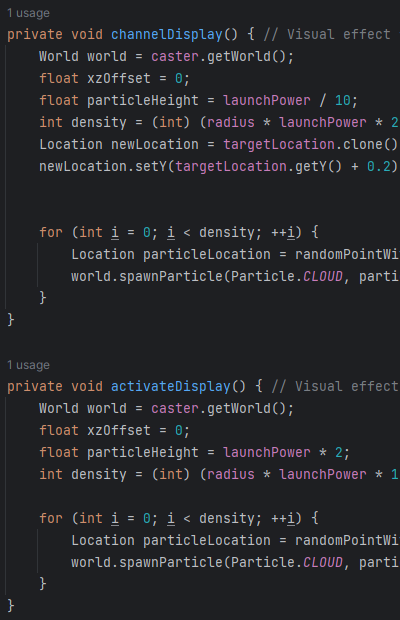 1 usage
private void channelDisplay() { // Visual effect
World world = caster.getWorld();
float xzOffset = 0;
float particleHeight = launchPower / 10;
int density = (int) (radius * launchPower * 2
Location newLocation = targetLocation.clone()
newLocation.setY(targetLocation.getY() + 0.2)
for (int i = 0; i < density; ++i) {
Location particleLocation = randomPointWi
world.spawnParticle(Particle.CLOUD, parti
}
}
1 usage
private void activateDisplay() { // Visual effect
World world = caster.getWorld();
float xzOffset = 0;
float particleHeight = launchPower * 2;
int density = (int) (radius * launchPower * 1
for (int i = 0; i < density; ++i) {
Location particleLocation = randomPointWi
world.spawnParticle(Particle.CLOUD, parti
}
}